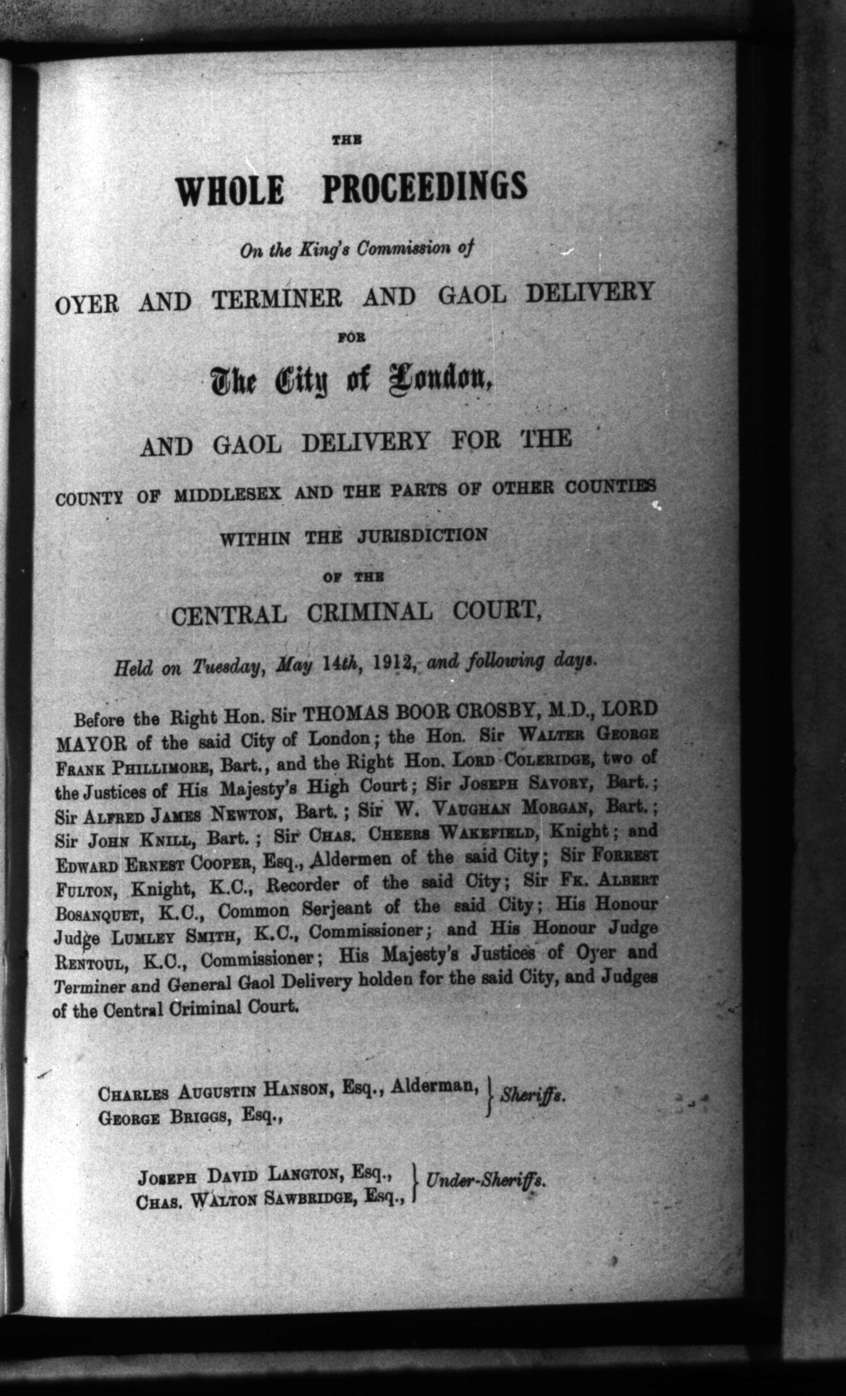 THE
WHOLE PROCEEDINGS
On the King's Commission of
OYER AND TERMINER AND GAOL DELIVERY
FOR
The City of London,
AND GAOL DELIVERY FOR THE
COUNTY OF MIDDLESEX AND THE PARTS OF OTHER COUNTIES
WITHIN THE JURISDICTION
OF THE
CENTRAL CRIMINAL COURT,
Held on Tuesday, May 14th, 1912, and following days.
Before the Right Hon. Sir THOMAS BOOR CROSBY, M.D., LORD
MAYOR of the said City of London; the Hon. Sir WALTER GEORGE
FRANK PHILLIMORE, Bart., and the Right Hon. LORD COLERIDGE, two of
the Justices of His Majesty's High Court; Sir JOSEPH SAVORY, Bart.;
Sir ALFRED JAMES NEWTON, Bart.; Sir W. VAUGHAN MORGAN, Bart.;
Sir JOHN KNILL, Bart.; Sir CHAS. CHEERS WAKEFIELD, Knight; and
EDWARD ERNEST COOPER, Esq., Aldermen of the said City; Sir FORREST
FULTON, Knight, K.C., Recorder of the said City; Sir FK. ALBERT
BOSANQUET, K.C., Common Serjeant of the said City; His Honour
Judge LUMLEY SMITH, K.C., Commissioner; and His Honour Judge
RENTOUL, K.C., Commissioner; His Majesty's Justices of Oyer and
Terminer and General Gaol Delivery holden for the said City, and Judges
of the Central Criminal Court.
CHARLES AUGUSTIN HANSON, Esq., Alderman, } Sheriffs.
GEORGE BRIGGS, Esq.,
JOSEPH DAVID LANGTON, Esq., } Under-Sheriffs.
CHAS. WALTON SAWBRIDGE, Esq.,